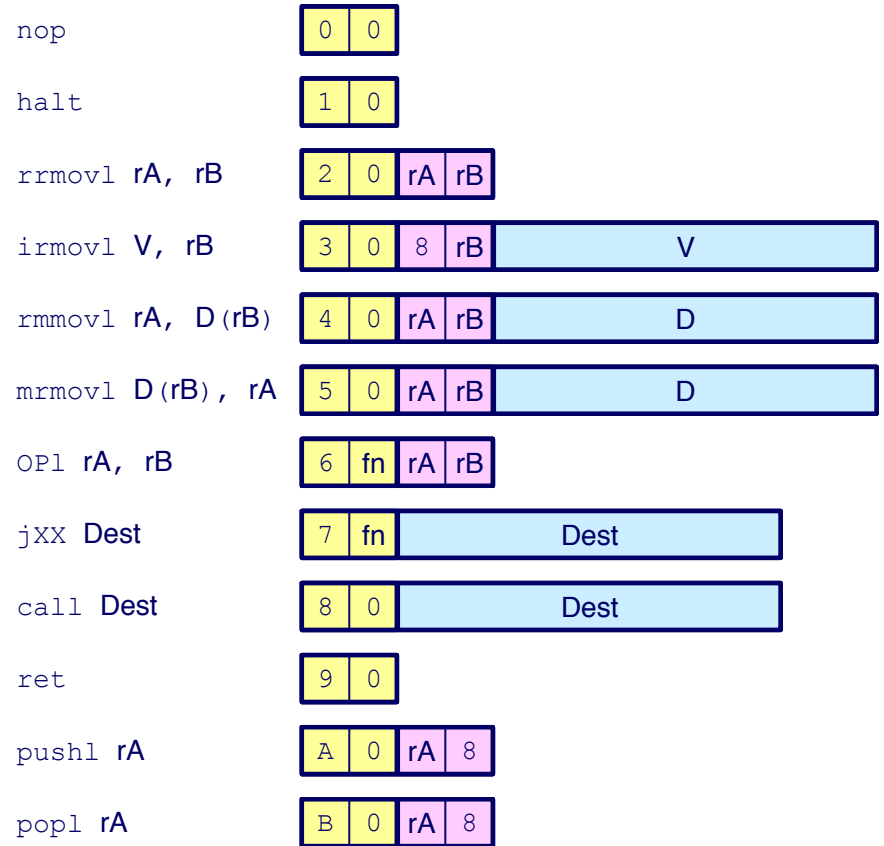 nop 0 0
halt 1 0
rrmovl rA, rB 2 0 rA rB
irmovl V, rB 3 0 8 rB V
rmmovl rA, D(rB) 4 0 rA rB D
mrmovl D(rB), rA 5 0 rA rB D
OPl rA, rB 6 fn rA rB
jXX Dest 7 fn Dest
call Dest 8 0 Dest
ret 9 0
pushl rA A 0 rA 8
popl rA B 0 rA 8